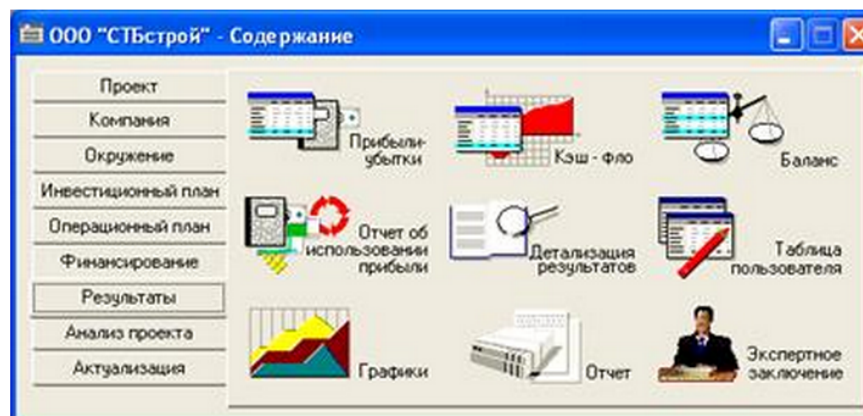 ООО "СТБстрой" - Содержание
Проект
Компания
Окружение
Инвестиционный план
Операционный план
Финансирование
Результаты
Анализ проекта
Актуализация
Прибыли-
убытки
Кэш - Фло
Баланс
Отчет об
использовании
прибыли
Детализация
результатов
Таблица
пользователя
Графики
Отчет
Экспертное
заключение